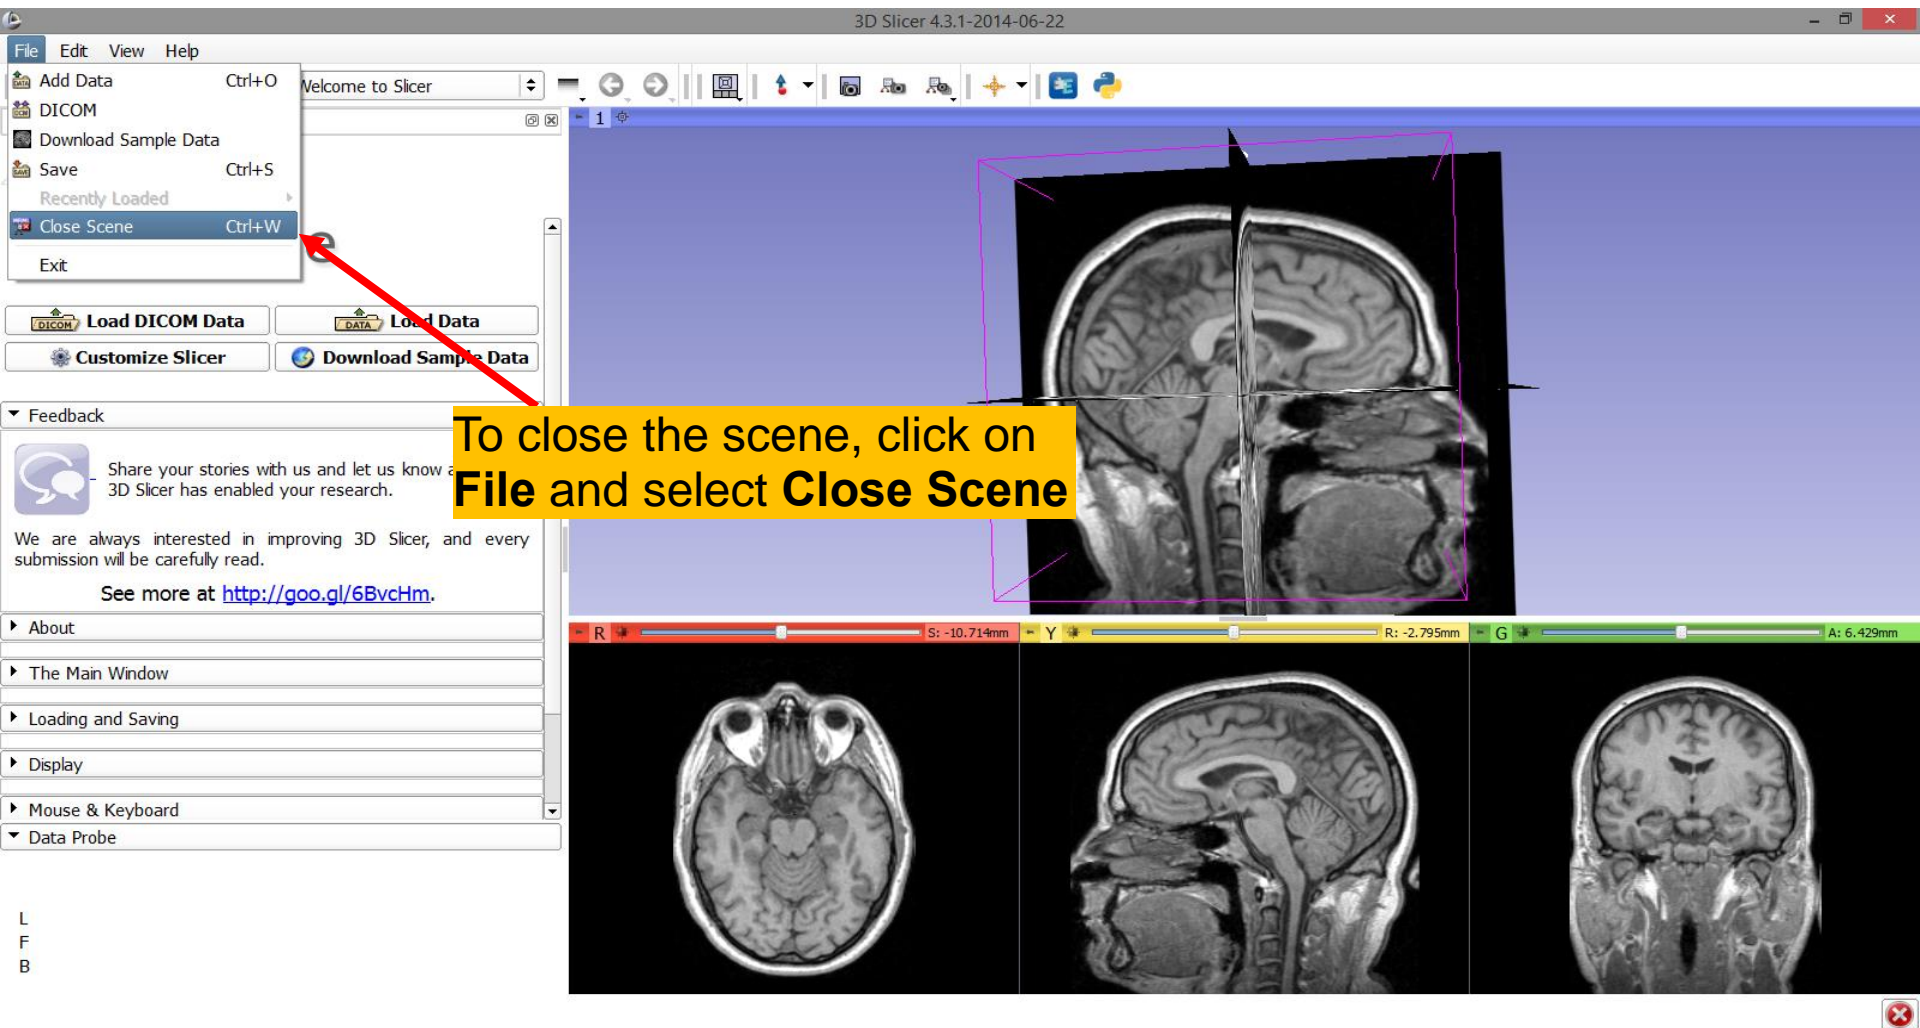 3D Slicer 4.3.1-2014-06-22
File Edit View Help
Add Data Ctrl+O
Welcome to Slicer
DICOM
Download Sample Data
Save Ctrl+S
Recently Loaded
Close Scene Ctrl+W
e
Exit
DICOM Load DICOM Data
DATA Load Data
Customize Slicer
Download Sample Data
Feedback
Share your stories with us and let us know a
3D Slicer has enabled your research.
We are always interested in improving 3D Slicer, and every
submission will be carefully read.
See more at http://goo.gl/6BvcHm.
About
The Main Window
Loading and Saving
Display
Mouse & Keyboard
Data Probe
L
F
B
To close the scene, click on
File and select Close Scene
1
R S: -10.714mm
Y R: -2.795mm
G A: 6.429mm